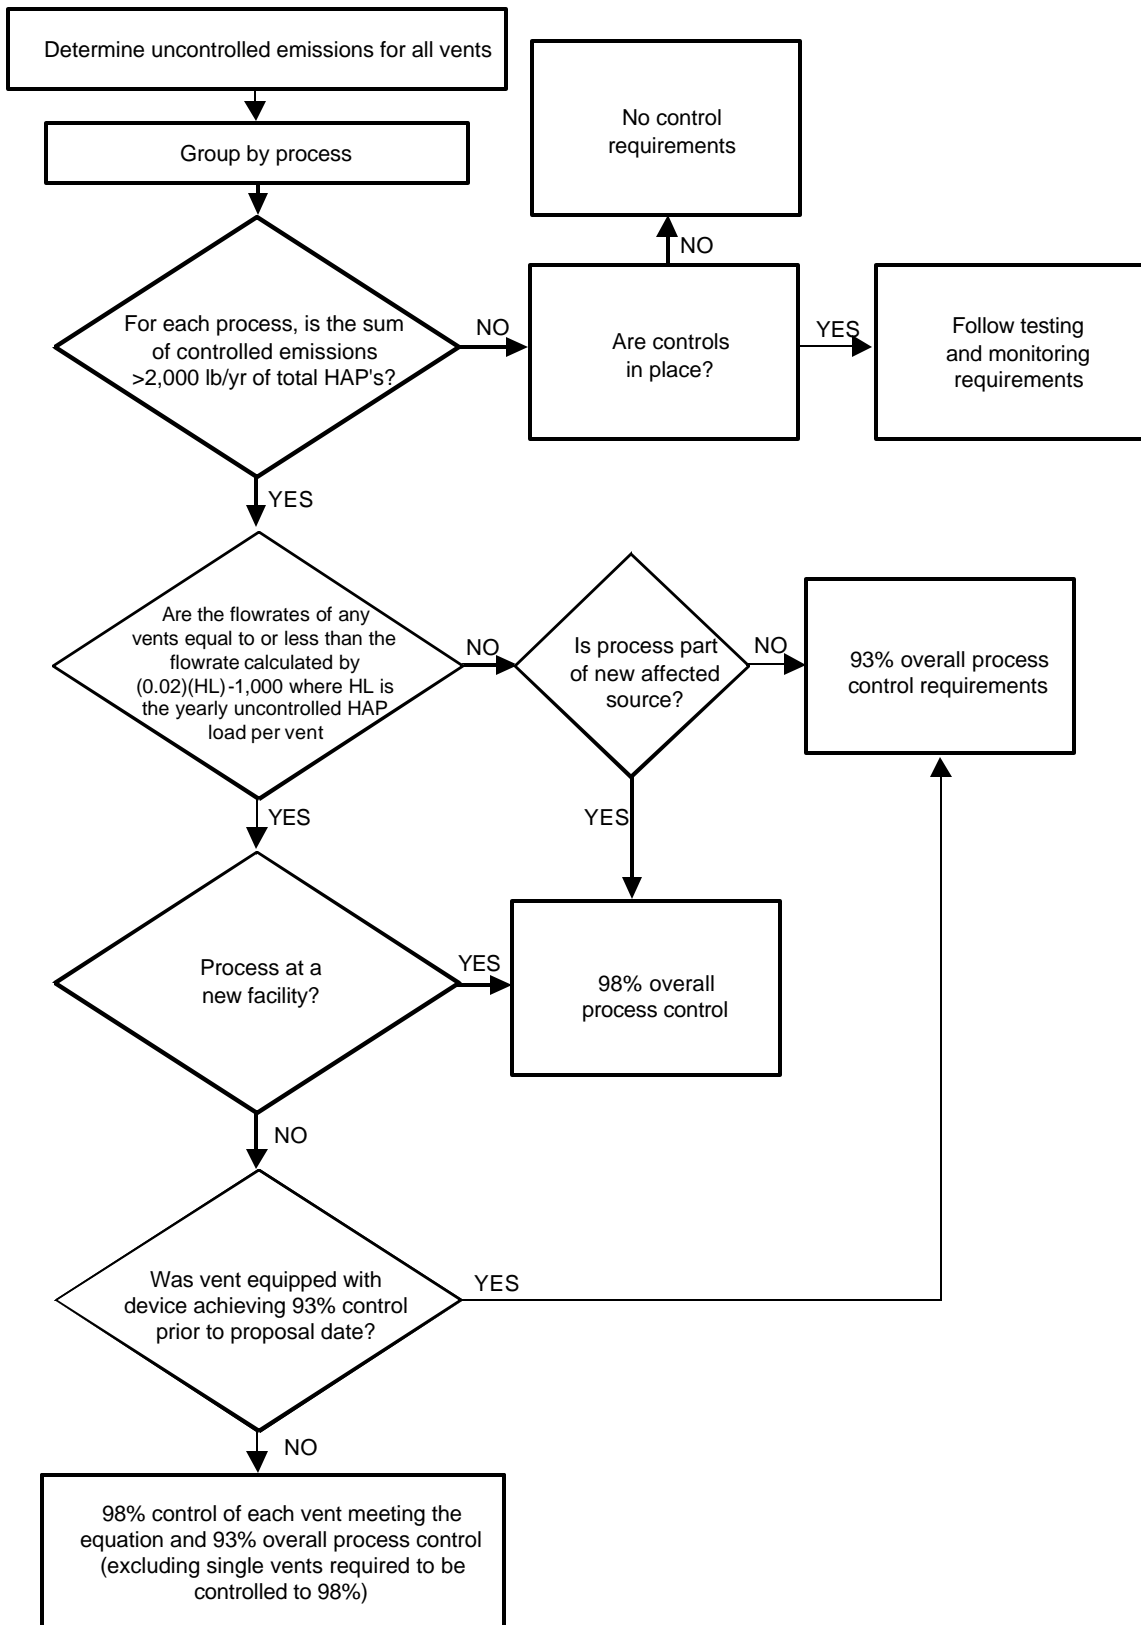 Determine uncontrolled emissions for all vents
Group by process
No control
requirements
NO
For each process, is the sum
of controlled emissions
>2,000 lb/yr of total HAP's?
NO
Are controls
in place?
YES
Follow testing
and monitoring
requirements
YES
Are the flowrates of any
vents equal to or less than the
flowrate calculated by
(0.02)(HL)-1,000 where HL is
the yearly uncontrolled HAP
load per vent
NO
Is process part
of new affected
source?
NO
93% overall process
control requirements
YES
YES
Process at a
new facility?
YES
98% overall
process control
NO
Was vent equipped with
device achieving 93% control
prior to proposal date?
YES
NO
98% control of each vent meeting the
equation and 93% overall process control
(excluding single vents required to be
controlled to 98%)